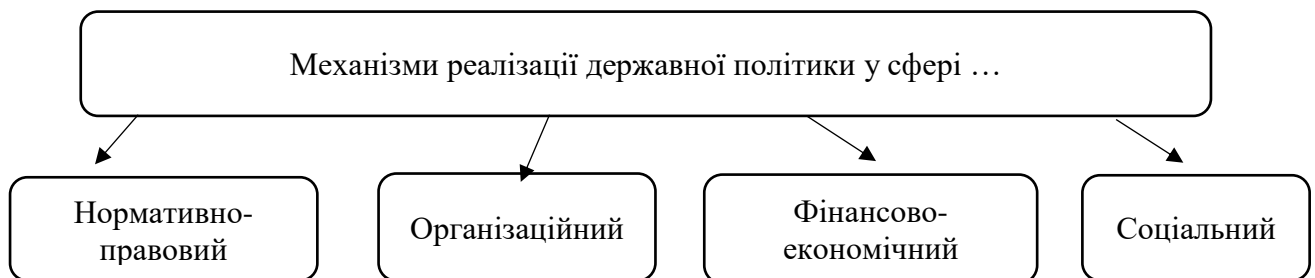 Механізми реалізації державної політики у сфері …
Нормативно-
правовий
Організаційний
Фінансово-
економічний
Соціальний